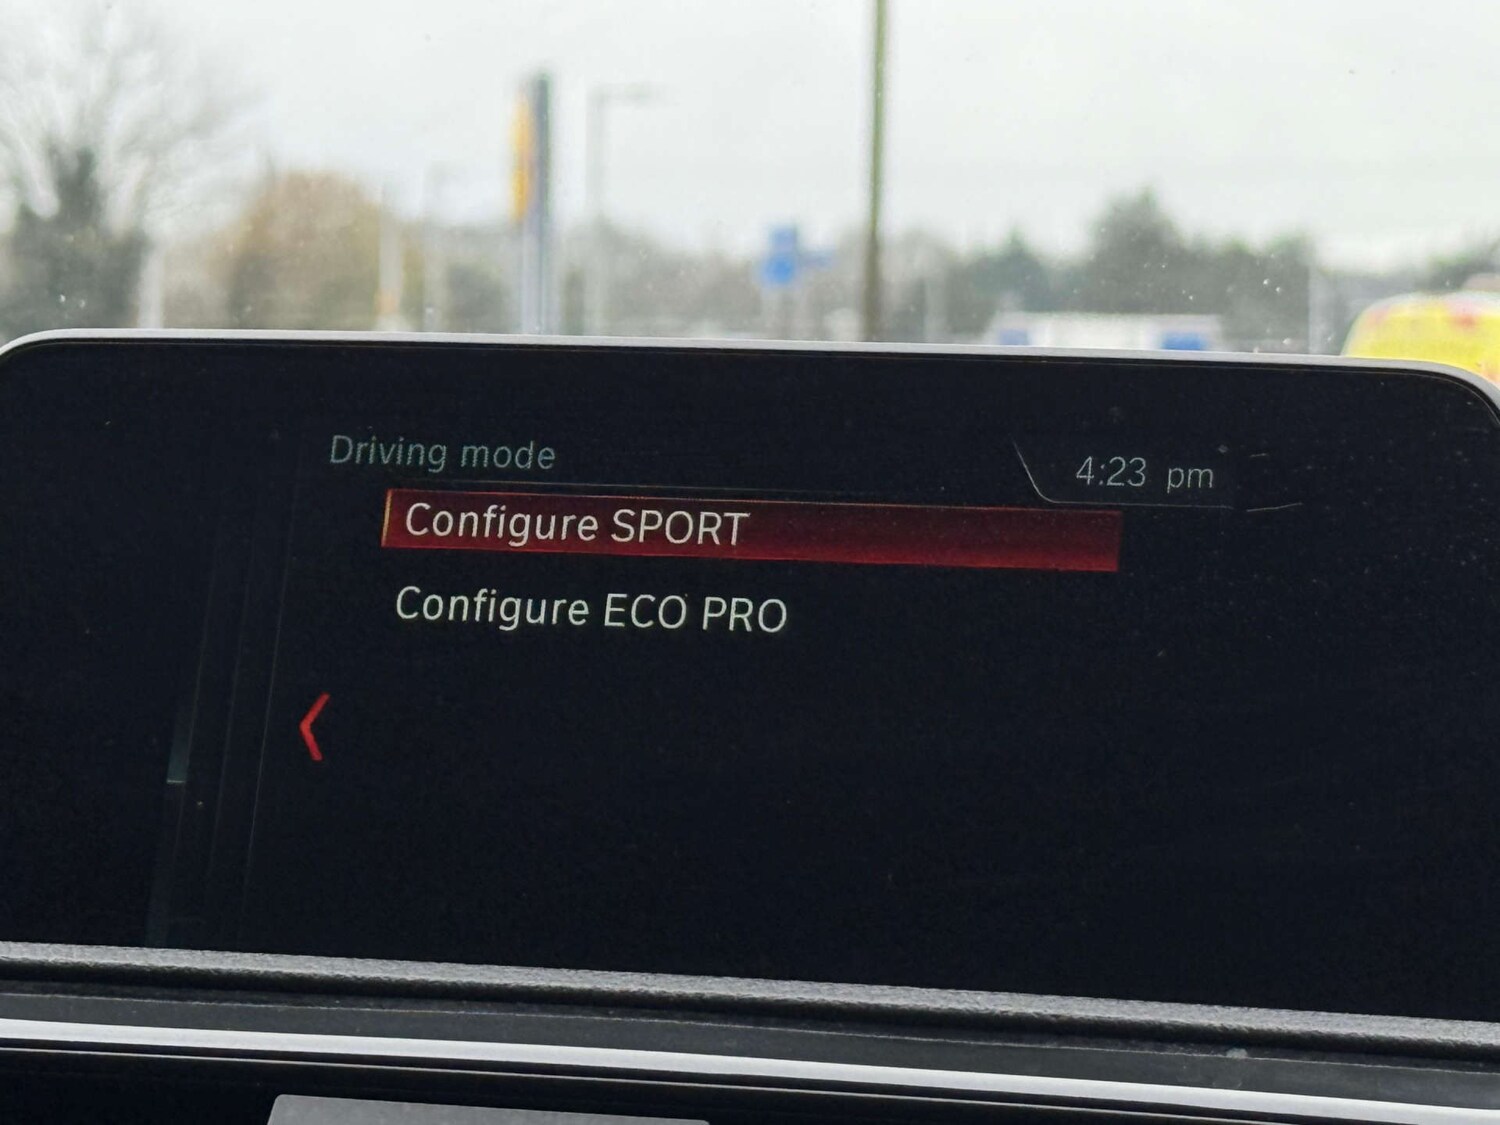 Driving mode
4:23 pm
Configure SPORT
Configure ECO PRO